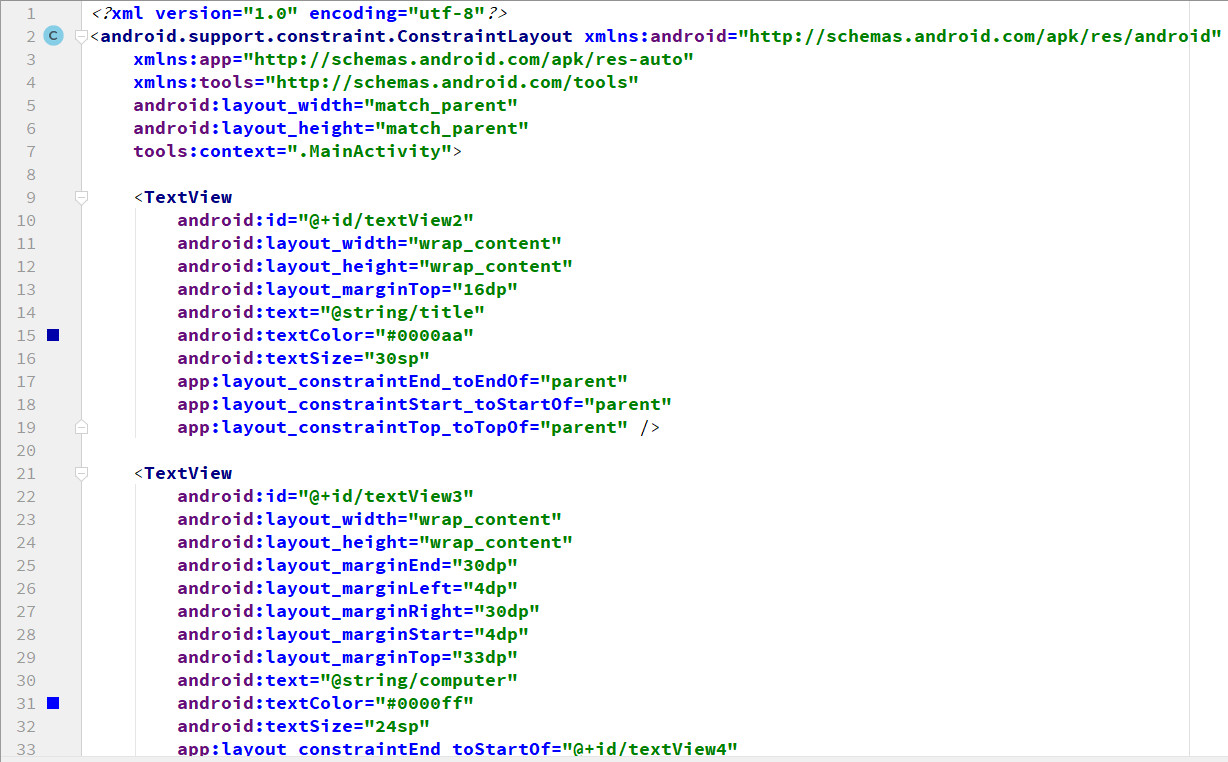 1 <?xml version="1.0" encoding="utf-8"?>
2 C <android.support.constraint.ConstraintLayout xmlns:android="http://schemas.android.com/apk/res/android"
3     xmlns:app="http://schemas.android.com/apk/res-auto"
4     xmlns:tools="http://schemas.android.com/tools"
5     android:layout_width="match_parent"
6     android:layout_height="match_parent"
7     tools:context=".MainActivity">
8
9     <TextView
10         android:id="@+id/textView2"
11         android:layout_width="wrap_content"
12         android:layout_height="wrap_content"
13         android:layout_marginTop="16dp"
14         android:text="@string/title"
15         android:textColor="#0000aa"
16         android:textSize="30sp"
17         app:layout_constraintEnd_toEndOf="parent"
18         app:layout_constraintStart_toStartOf="parent"
19         app:layout_constraintTop_toTopOf="parent" />
20
21     <TextView
22         android:id="@+id/textView3"
23         android:layout_width="wrap_content"
24         android:layout_height="wrap_content"
25         android:layout_marginEnd="30dp"
26         android:layout_marginLeft="4dp"
27         android:layout_marginRight="30dp"
28         android:layout_marginStart="4dp"
29         android:layout_marginTop="33dp"
30         android:text="@string/computer"
31         android:textColor="#0000ff"
32         android:textSize="24sp"
33         app:layout_constraintEnd_toStartOf="@+id/textView4"